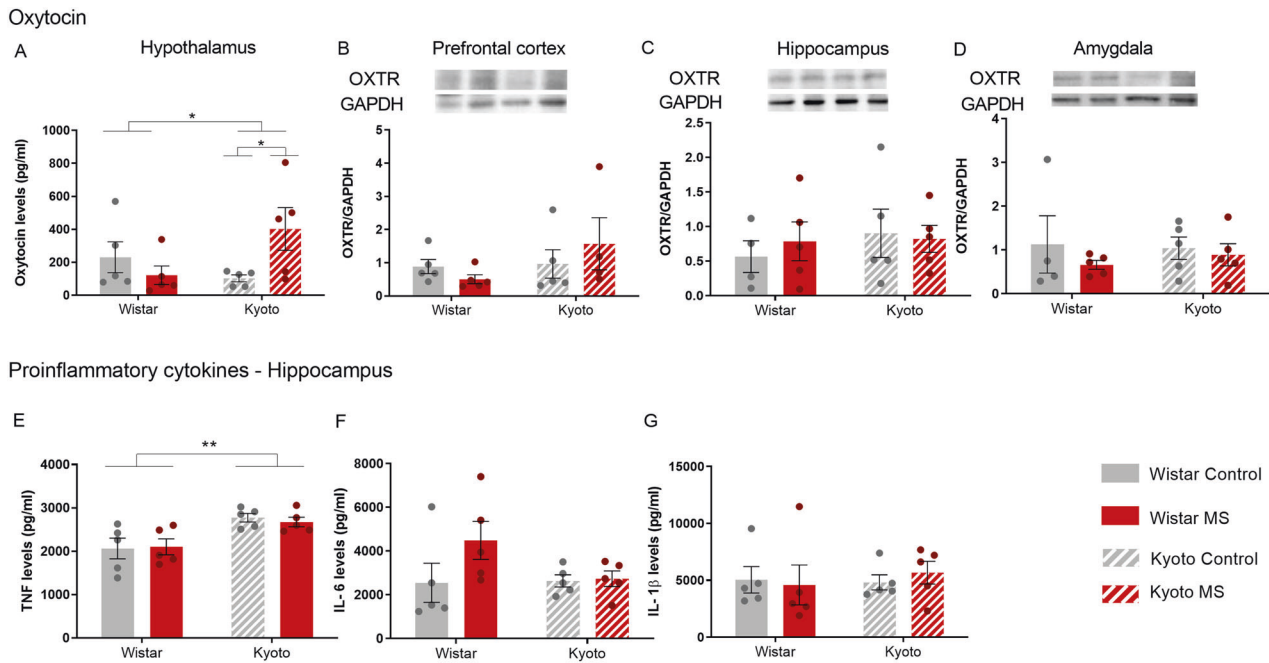 Oxytocin
A
Hypothalamus
*
*
Oxytocin levels (pg/ml)
1000
800
600
400
200
0
Wistar
Kyoto
B
Prefrontal cortex
OXTR
GAPDH
OXTR/GAPDH
5
4
3
2
1
0
Wistar
Kyoto
C
Hippocampus
OXTR
GAPDH
OXTR/GAPDH
2.5
2.0
1.5
1.0
0.5
0.0
Wistar
Kyoto
D
Amygdala
OXTR
GAPDH
OXTR/GAPDH
4
3
2
1
0
Wistar
Kyoto
Proinflammatory cytokines - Hippocampus
E
**
TNF levels (pg/ml)
4000
3000
2000
1000
0
Wistar
Kyoto
F
IL- 6 levels (pg/ml)
8000
6000
4000
2000
0
Wistar
Kyoto
G
IL- 1β levels (pg/ml)
15000
10000
5000
0
Wistar
Kyoto
Wistar Control
Wistar MS
Kyoto Control
Kyoto MS